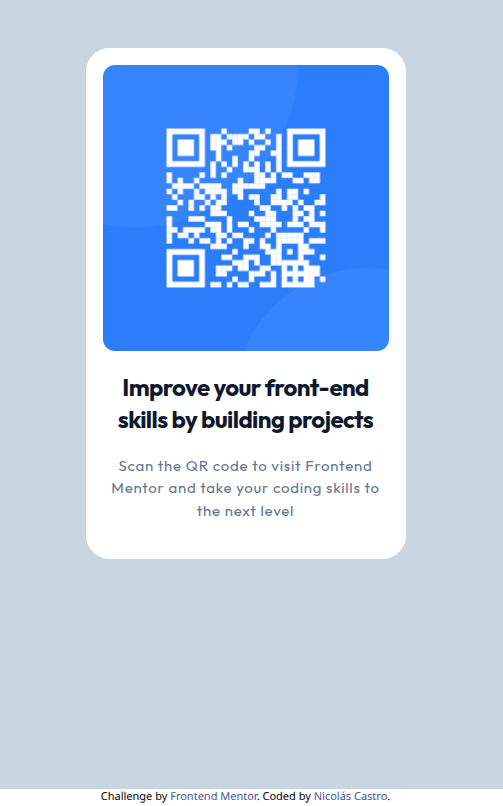 Improve your front-end
skills by building projects
Scan the QR code to visit Frontend
Mentor and take your coding skills to
the next level
Challenge by Frontend Mentor. Coded by Nicolás Castro.